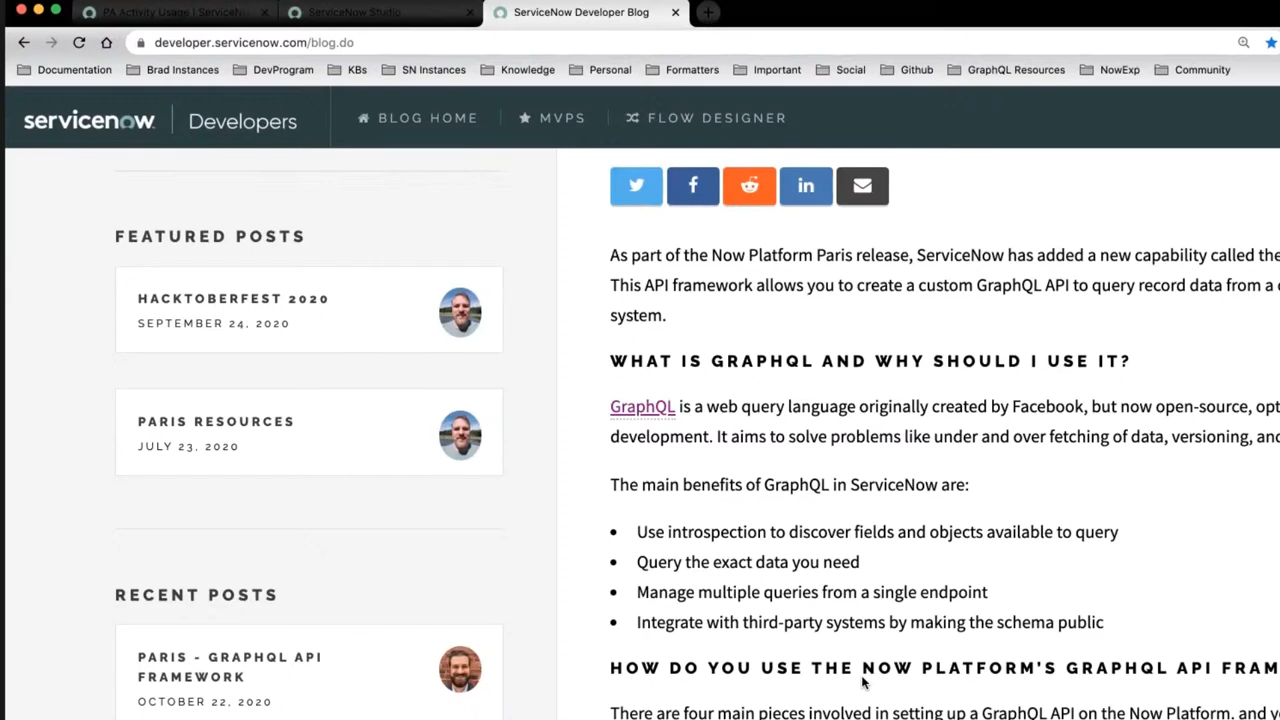 PA Activity Usage | ServiceN
ServiceNow Studio
ServiceNow Developer Blog
developer.servicenow.com/blog.do
Documentation
Brad Instances
DevProgram
KBs
SN Instances
Knowledge
Personal
Formatters
Important
Social
Github
GraphQL Resources
NowExp
Community
servicenow
Developers
BLOG HOME
MVPS
FLOW DESIGNER
FEATURED POSTS
HACKTOBERFEST 2020
SEPTEMBER 24, 2020
PARIS RESOURCES
JULY 23, 2020
RECENT POSTS
PARIS - GRAPHQL API
FRAMEWORK
OCTOBER 22, 2020
As part of the Now Platform Paris release, ServiceNow has added a new capability called the
This API framework allows you to create a custom GraphQL API to query record data from a
system.
WHAT IS GRAPHQL AND WHY SHOULD I USE IT?
GraphQL is a web query language originally created by Facebook, but now open-source, opt
development. It aims to solve problems like under and over fetching of data, versioning, an
The main benefits of GraphQL in ServiceNow are:
• Use introspection to discover fields and objects available to query
• Query the exact data you need
• Manage multiple queries from a single endpoint
• Integrate with third-party systems by making the schema public
HOW DO YOU USE THE NOW PLATFORM'S GRAPHQL API FRAM
There are four main pieces involved in setting up a GraphQL API on the Now Platform, and y